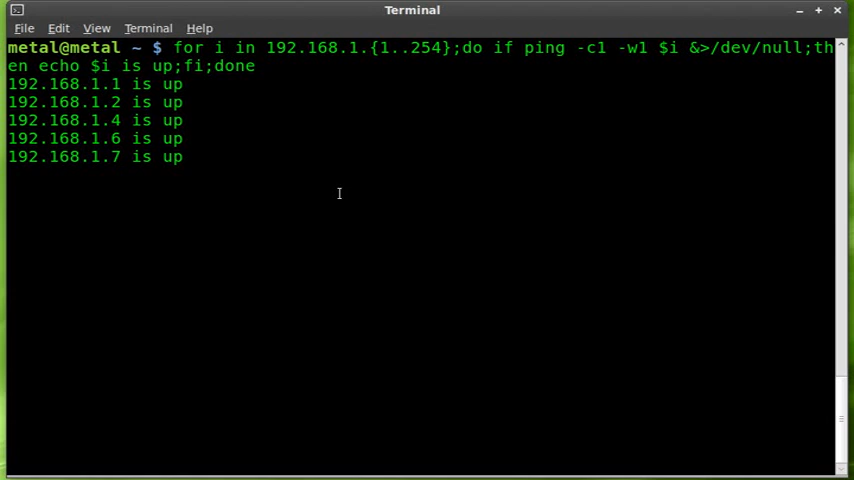 Terminal
File Edit View Terminal Help
metal@metal ~ $ for i in 192.168.1.{1..254};do if ping -c1 -w1 $i &>/dev/null;th
en echo $i is up;fi;done
192.168.1.1 is up
192.168.1.2 is up
192.168.1.4 is up
192.168.1.6 is up
192.168.1.7 is up